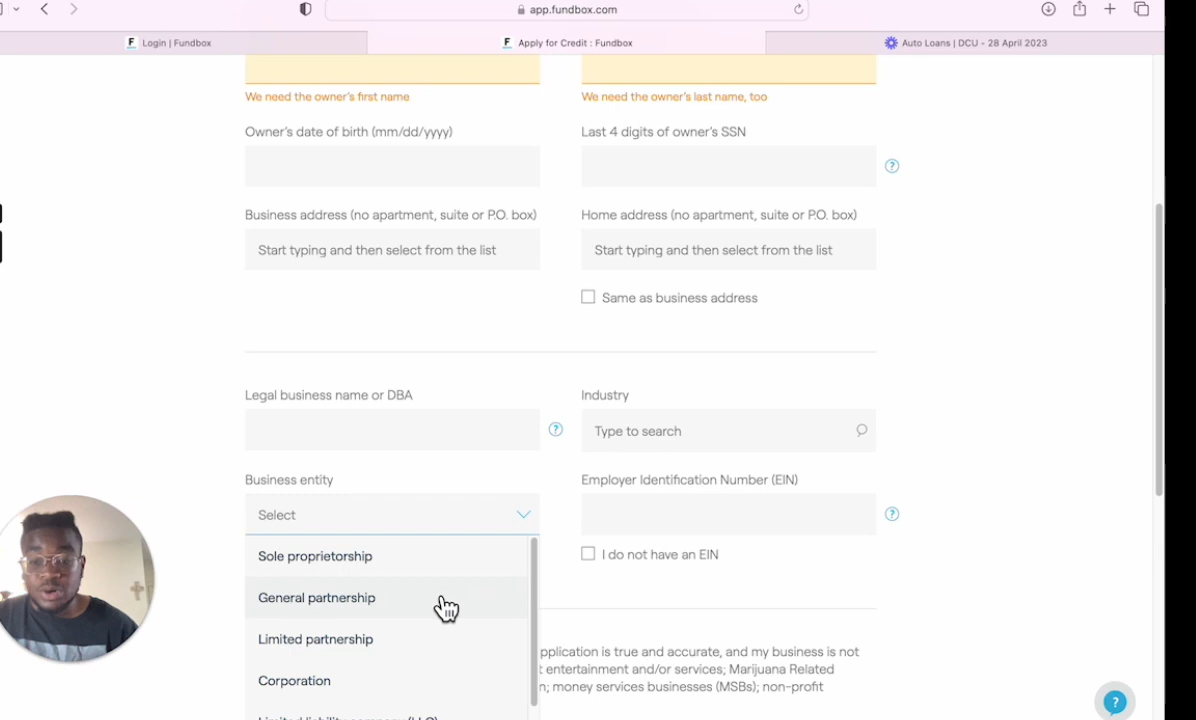 app.fundbox.com
F Login | Fundbox
F Apply for Credit : Fundbox
Auto Loans | DCU - 28 April 2023
We need the owner's first name
We need the owner's last name, too
Owner's date of birth (mm/dd/yyyy)
Last 4 digits of owner's SSN
?
Business address (no apartment, suite or P.O. box)
Home address (no apartment, suite or P.O. box)
Start typing and then select from the list
Start typing and then select from the list
Same as business address
Legal business name or DBA
Industry
?
Type to search
Business entity
Employer Identification Number (EIN)
Select
?
Sole proprietorship
I do not have an EIN
General partnership
Limited partnership
Corporation
Limited liability company (LLC)
pplication is true and accurate, and my business is not
t entertainment and/or services; Marijuana Related
n; money services businesses (MSBs); non-profit
?